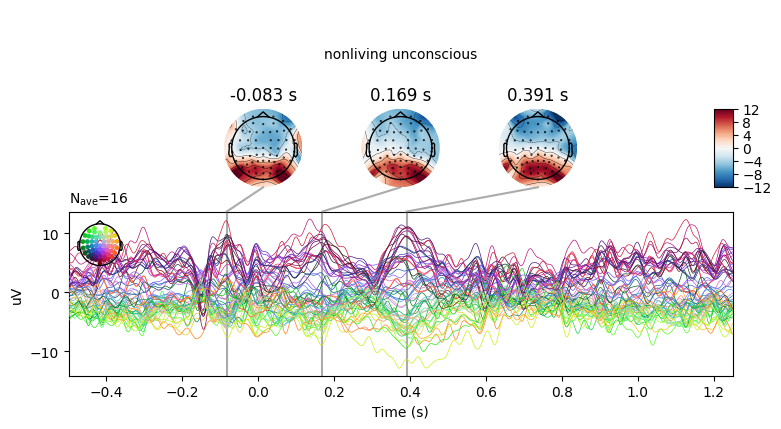 nonliving unconscious
-0.083 s 0.169 s 0.391 s
12
8
4
0
−4
−8
−12
N_ave=16
10
0
−10
uV
−0.4 −0.2 0.0 0.2 0.4 0.6 0.8 1.0 1.2
Time (s)